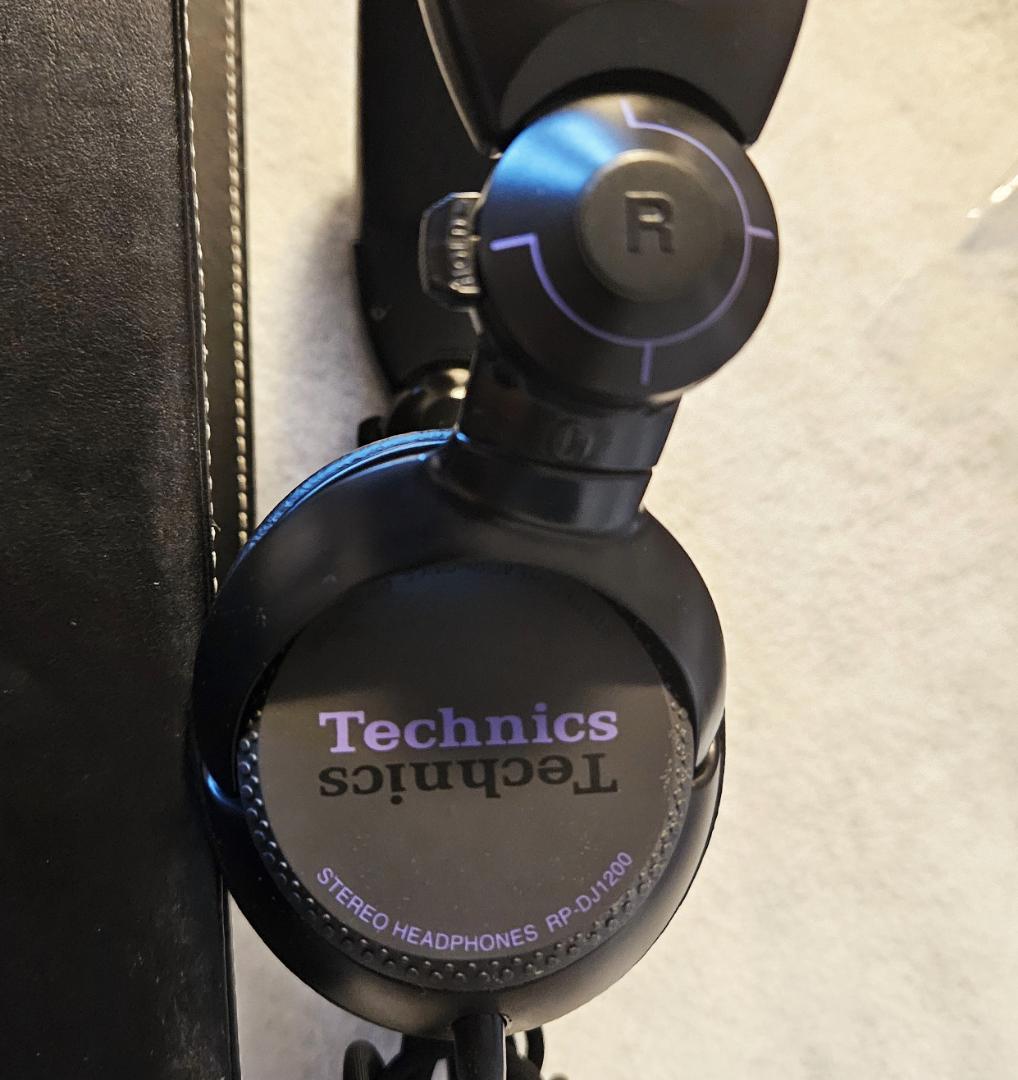 R
Technics
Technics
STEREO HEADPHONES RP-DJ1200